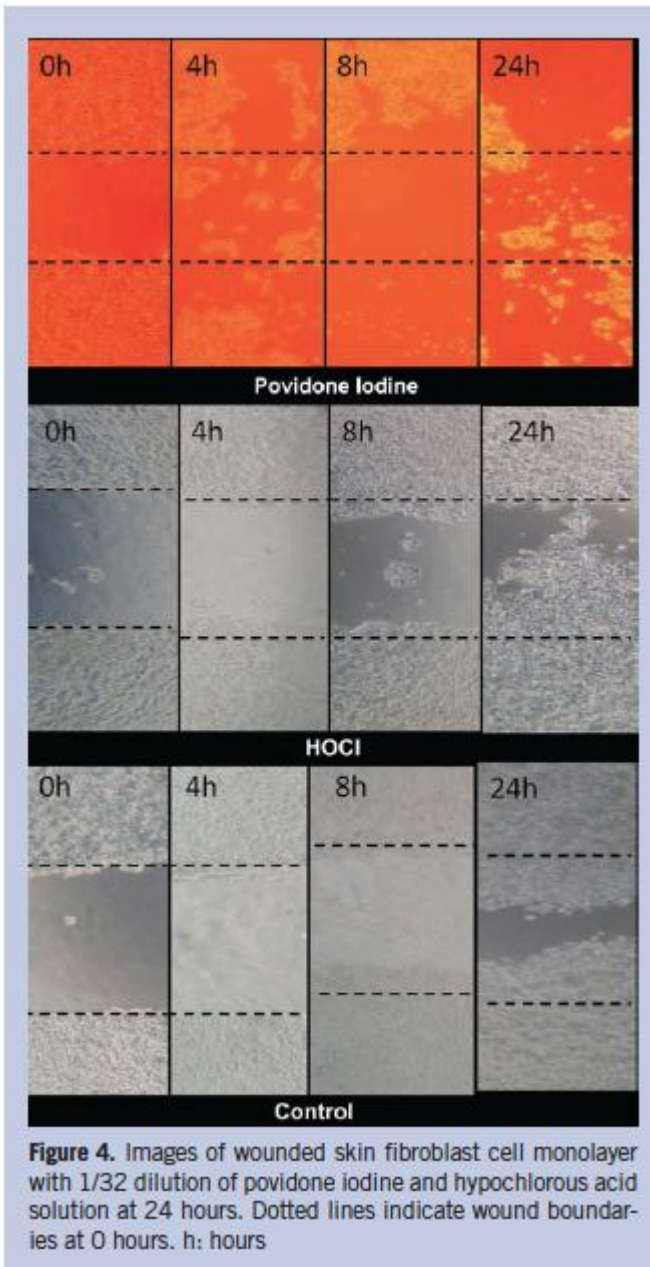 0h 4h 8h 24h
Povidone Iodine
0h 4h 8h 24h
HOCl
0h 4h 8h 24h
Control
Figure 4. Images of wounded skin fibroblast cell monolayer
with 1/32 dilution of povidone iodine and hypochlorous acid
solution at 24 hours. Dotted lines indicate wound boundar-
ies at 0 hours. h: hours